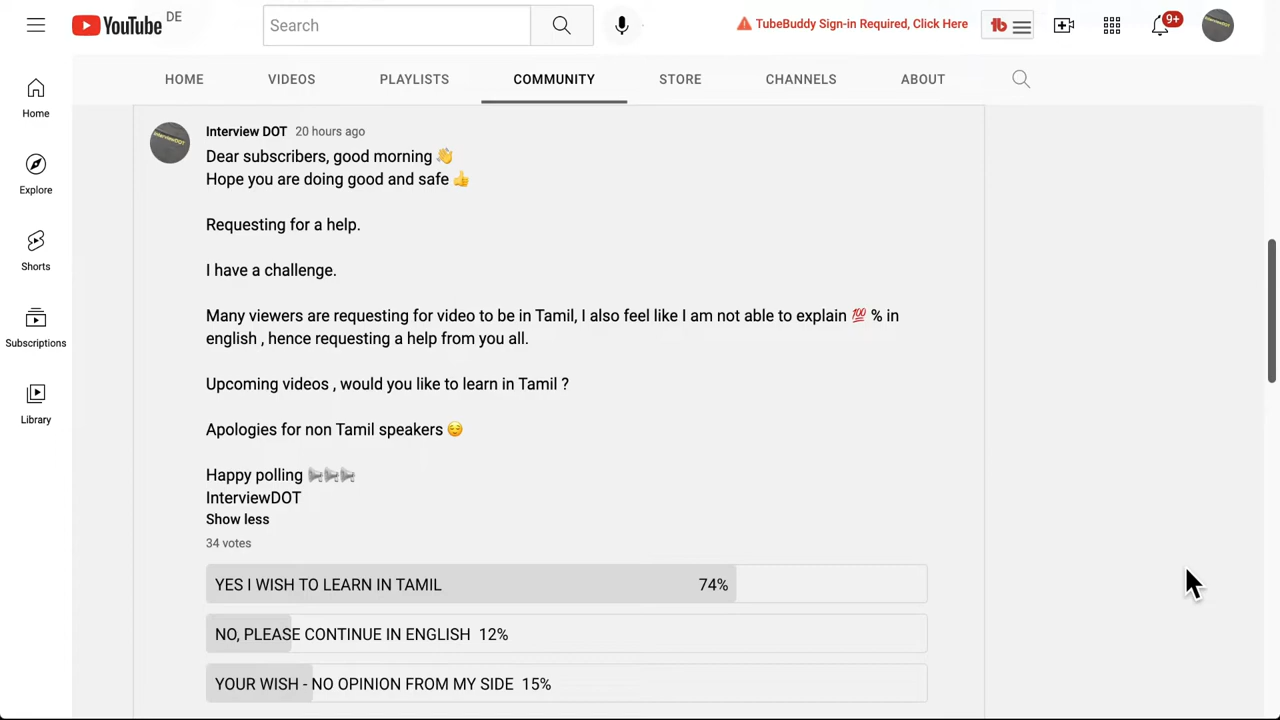 YouTube DE
Search
TubeBuddy Sign-in Required, Click Here
tb
9+
HOME VIDEOS PLAYLISTS COMMUNITY STORE CHANNELS ABOUT
Home
Explore
Shorts
Subscriptions
Library
Interview DOT 20 hours ago
Dear subscribers, good morning 👋
Hope you are doing good and safe 👍
Requesting for a help.
I have a challenge.
Many viewers are requesting for video to be in Tamil, I also feel like I am not able to explain 💯 % in
english , hence requesting a help from you all.
Upcoming videos , would you like to learn in Tamil ?
Apologies for non Tamil speakers 😌
Happy polling 📢📢📢
InterviewDOT
Show less
34 votes
YES I WISH TO LEARN IN TAMIL 74%
NO, PLEASE CONTINUE IN ENGLISH 12%
YOUR WISH - NO OPINION FROM MY SIDE 15%